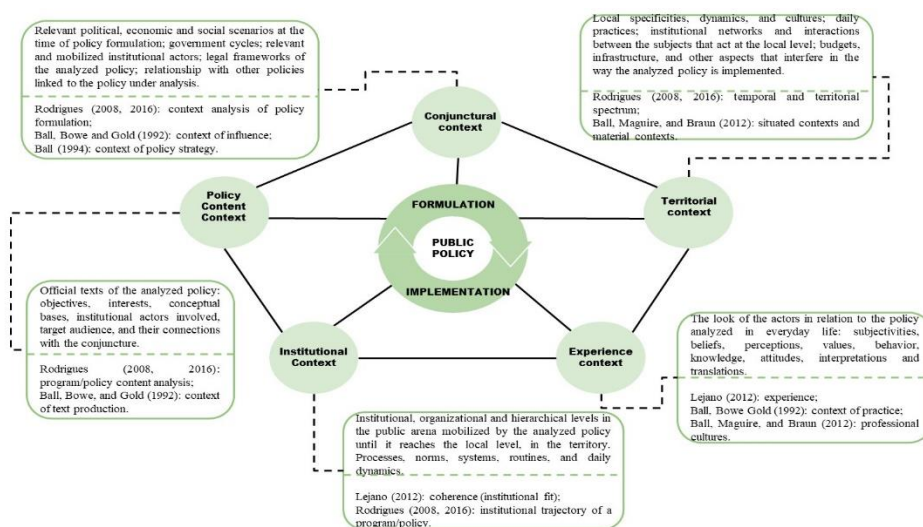 Relevant political, economic and social scenarios at the
time of policy formulation; government cycles; relevant
and mobilized institutional actors; legal frameworks of
the analyzed policy; relationship with other policies
linked to the policy under analysis.
Rodrigues (2008, 2016): context analysis of policy
formulation;
Ball, Bowe and Gold (1992): context of influence;
Ball (1994): context of policy strategy.
Local specificities, dynamics, and cultures; daily
practices; institutional networks and interactions
between the subjects that act at the local level; budgets,
infrastructure, and other aspects that interfere in the
way the analyzed policy is implemented.
Rodrigues (2008, 2016): temporal and territorial
spectrum;
Ball, Maguire, and Braun (2012): situated contexts and
material contexts.
Conjunctural
context
Policy
Content
Context
Territorial
context
FORMULATION
PUBLIC
POLICY
IMPLEMENTATION
Institutional
Context
Experience
context
Official texts of the analyzed policy:
objectives, interests, conceptual
bases, institutional actors involved,
target audience, and their connections
with the conjuncture.
Rodrigues (2008, 2016):
program/policy content analysis;
Ball, Bowe, and Gold (1992): context
of text production.
The look of the actors in relation to the policy
analyzed in everyday life: subjectivities,
beliefs, perceptions, values, behavior,
knowledge, attitudes, interpretations and
translations.
Lejano (2012): experience;
Ball, Bowe Gold (1992): context of practice;
Ball, Maguire, and Braun (2012): professional
cultures.
Institutional, organizational and hierarchical levels in
the public arena mobilized by the analyzed policy
until it reaches the local level, in the territory.
Processes, norms, systems, routines, and daily
dynamics.
Lejano (2012): coherence (institutional fit);
Rodrigues (2008, 2016): institutional trajectory of a
program/policy.